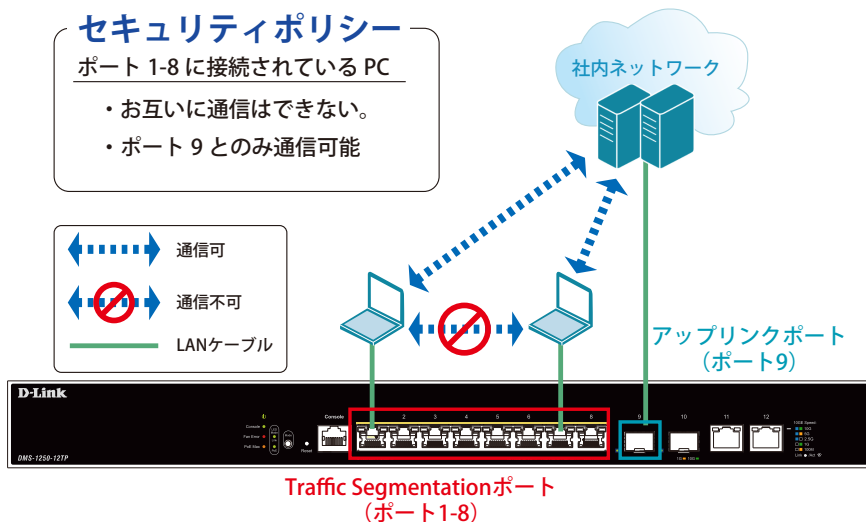 セキュリティポリシー
ポート 1-8 に接続されている PC
・お互いに通信はできない。
・ポート 9 とのみ通信可能
社内ネットワーク
通信可
通信不可
LANケーブル
アップリンクポート
（ポート9）
D-Link
Console
Fan Error
PoE Max
Reset
Console
2
3
4
5
6
8
9
10
11
12
DMS-1250-12TP
Traffic Segmentationポート
（ポート1-8）